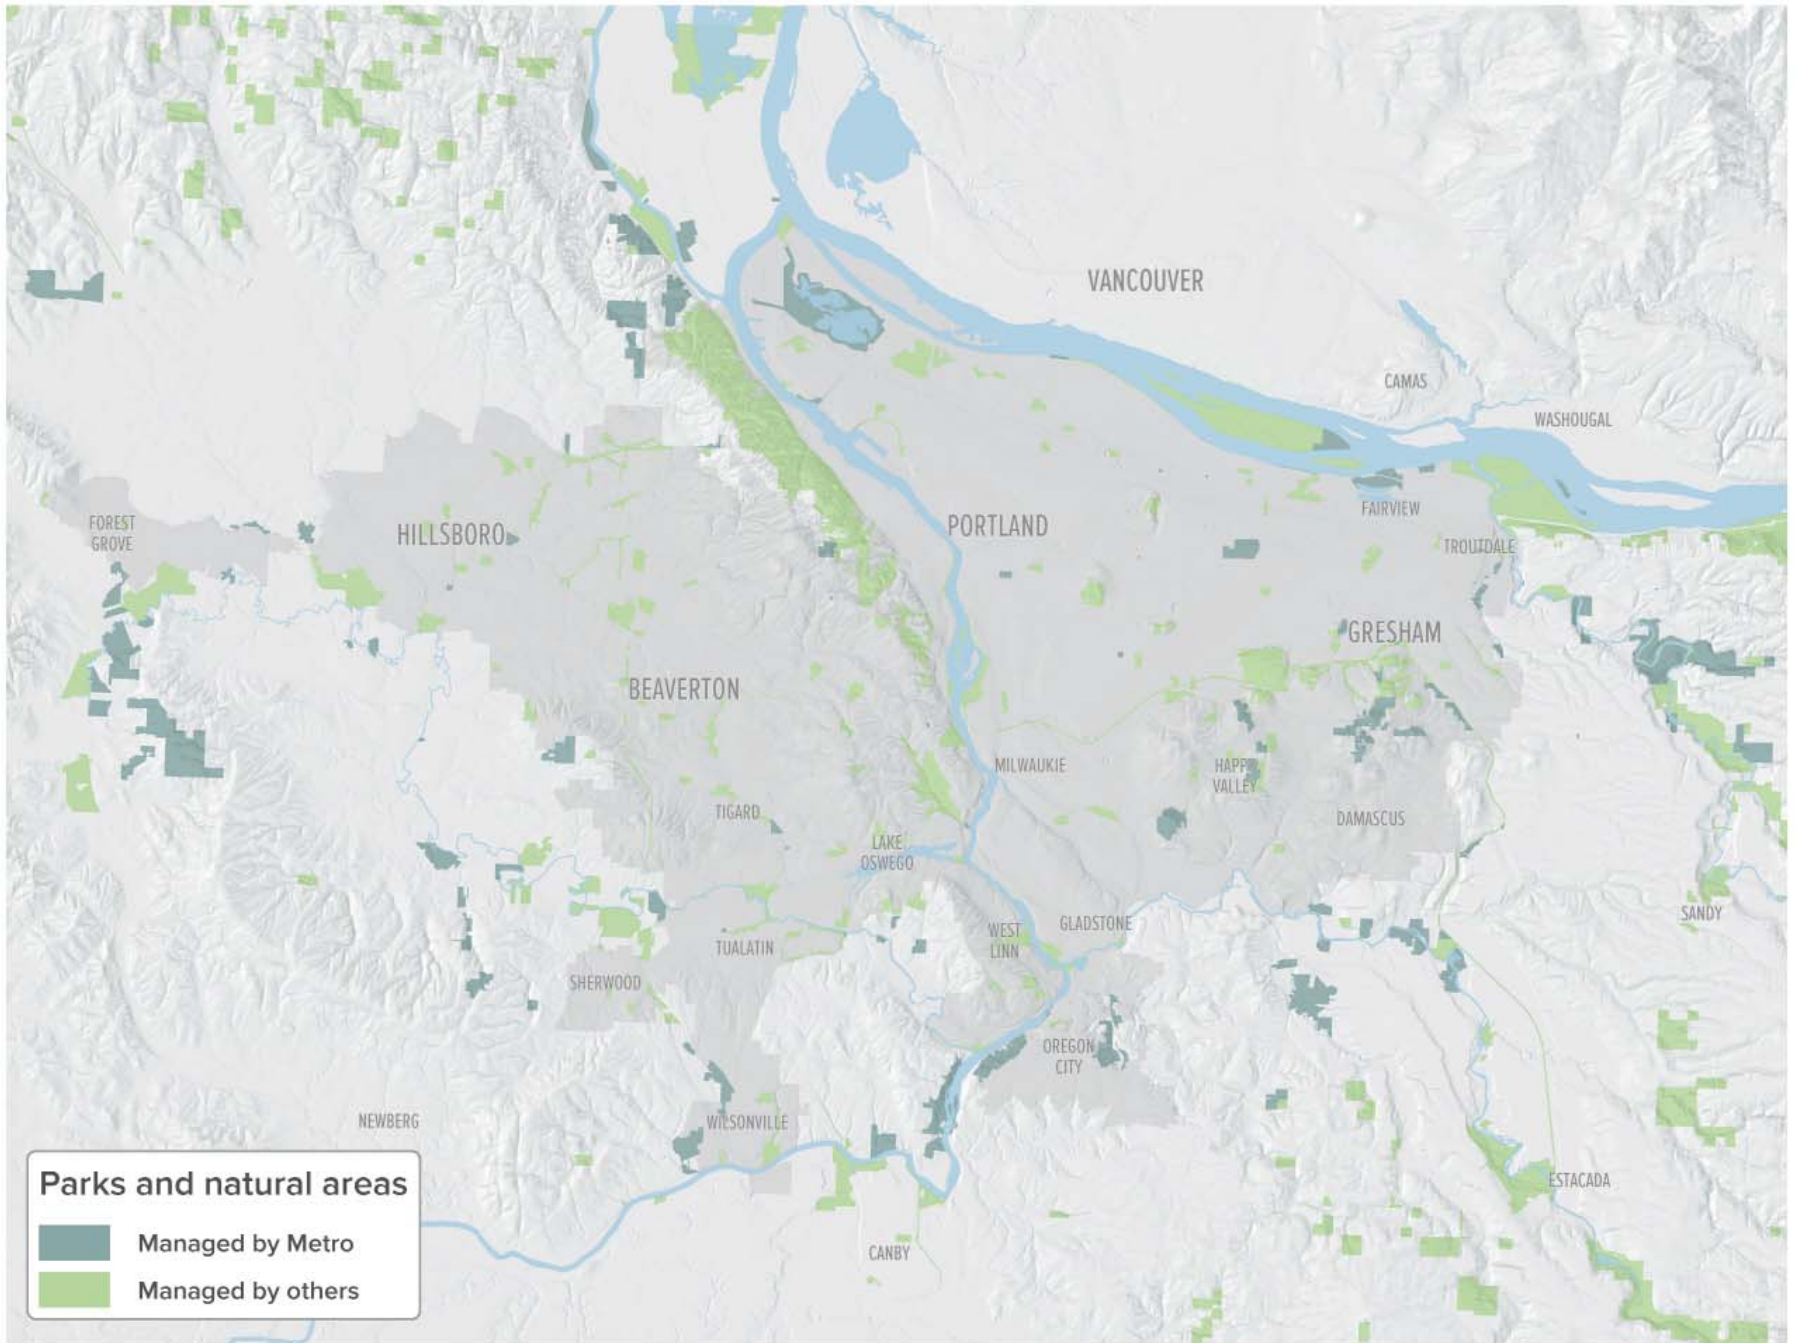 VANCOUVER
CAMAS
WASHOUGAL
FOREST
GROVE
HILLSBORO
PORTLAND
FAIRVIEW
TROUTDALE
GRESHAM
BEAVERTON
MILWAUKIE
HAPPY
VALLEY
TIGARD
DAMASCUS
LAKE
OSWEGO
SANDY
GLADSTONE
WEST
LINN
TUALATIN
SHERWOOD
OREGON
CITY
NEWBERG
WILSONVILLE
ESTACADA
CANBY
Parks and natural areas
Managed by Metro
Managed by others